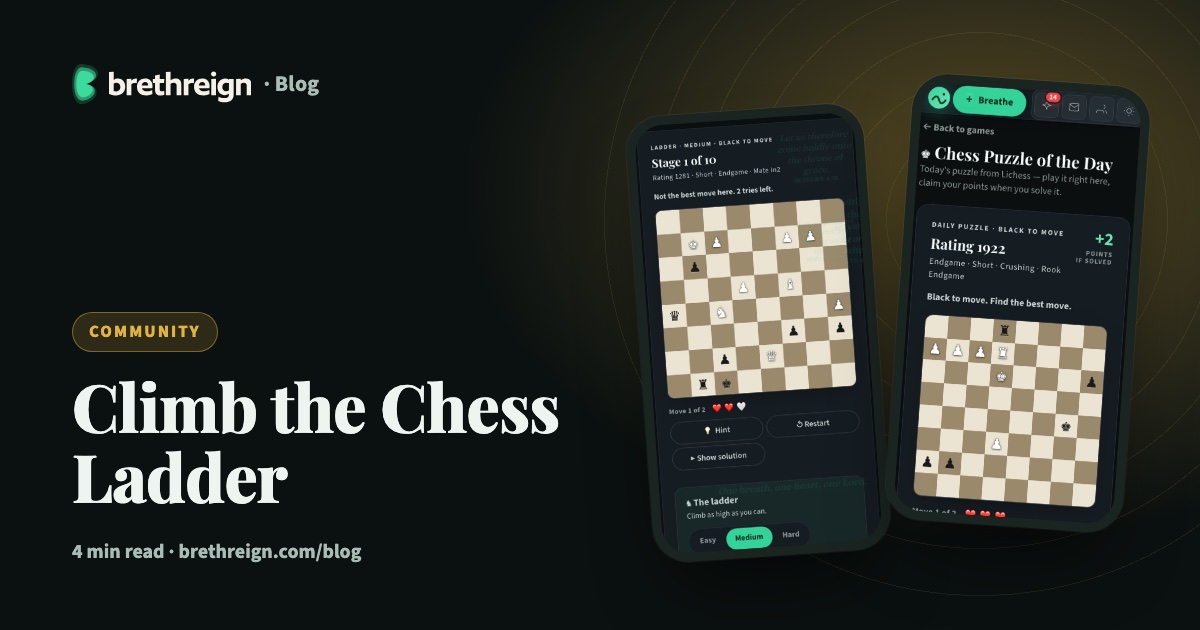 brethreign · Blog
COMMUNITY
Climb the Chess
Ladder
4 min read · brethreign.com/blog
LADDER · MEDIUM · BLACK TO MOVE
Stage 1 of 10
Rating 1261 · Short · Endgame · Mate in2
Not the best move here. 2 tries left.
Move 1 of 2
Hint
Restart
Show solution
The ladder
Climb as high as you can.
Easy
Medium
Hard
+ Breathe
14
← Back to games
Chess Puzzle of the Day
Today's puzzle from Lichess — play it right here,
claim your points when you solve it.
DAILY PUZZLE · BLACK TO MOVE
+2
Rating 1922
POINTS
IF SOLVED
Endgame · Short · Crushing · Rook
Endgame
Black to move. Find the best move.